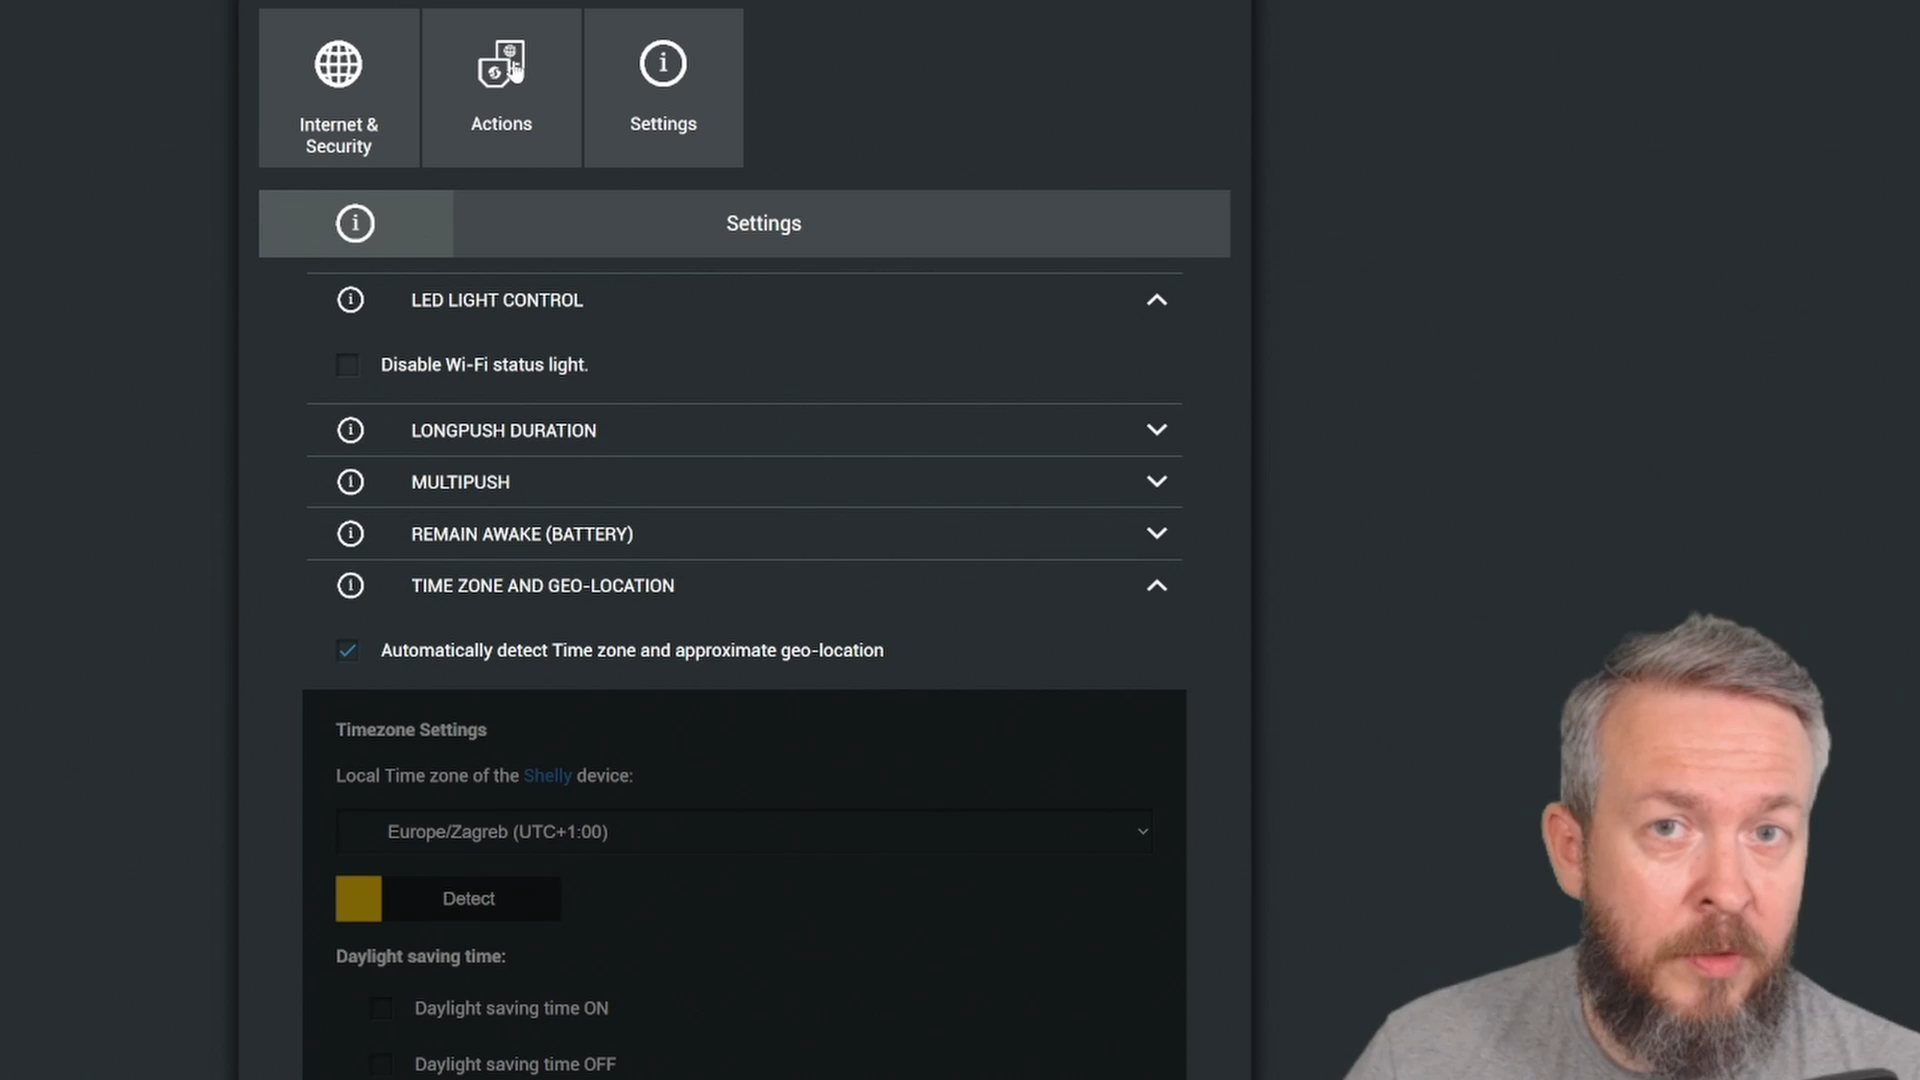 Internet &
Security
Actions
Settings
Settings
LED LIGHT CONTROL
Disable Wi-Fi status light.
LONGPUSH DURATION
MULTIPUSH
REMAIN AWAKE (BATTERY)
TIME ZONE AND GEO-LOCATION
Automatically detect Time zone and approximate geo-location
Timezone Settings
Local Time zone of the Shelly device:
Europe/Zagreb (UTC+1:00)
Detect
Daylight saving time:
Daylight saving time ON
Daylight saving time OFF